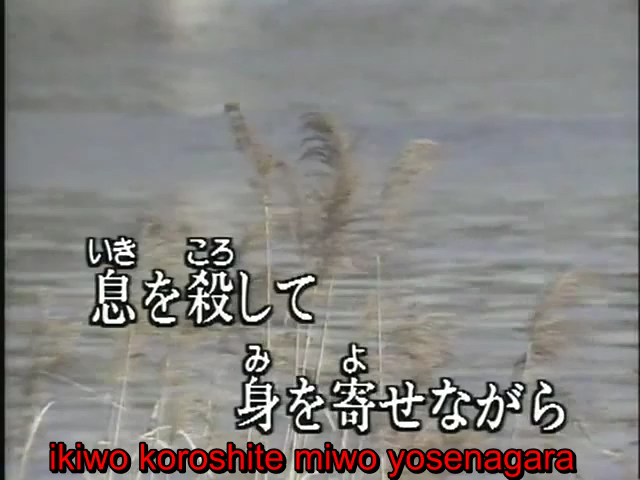 いき ころ
息を殺して
み よ
身を寄せながら
ikiwo koroshite miwo yosenagara